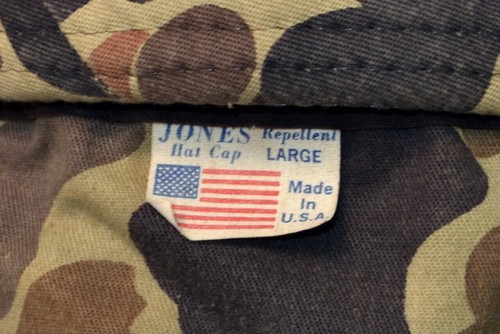 JONES Repellent
Hat Cap LARGE
Made
In
U.S.A.